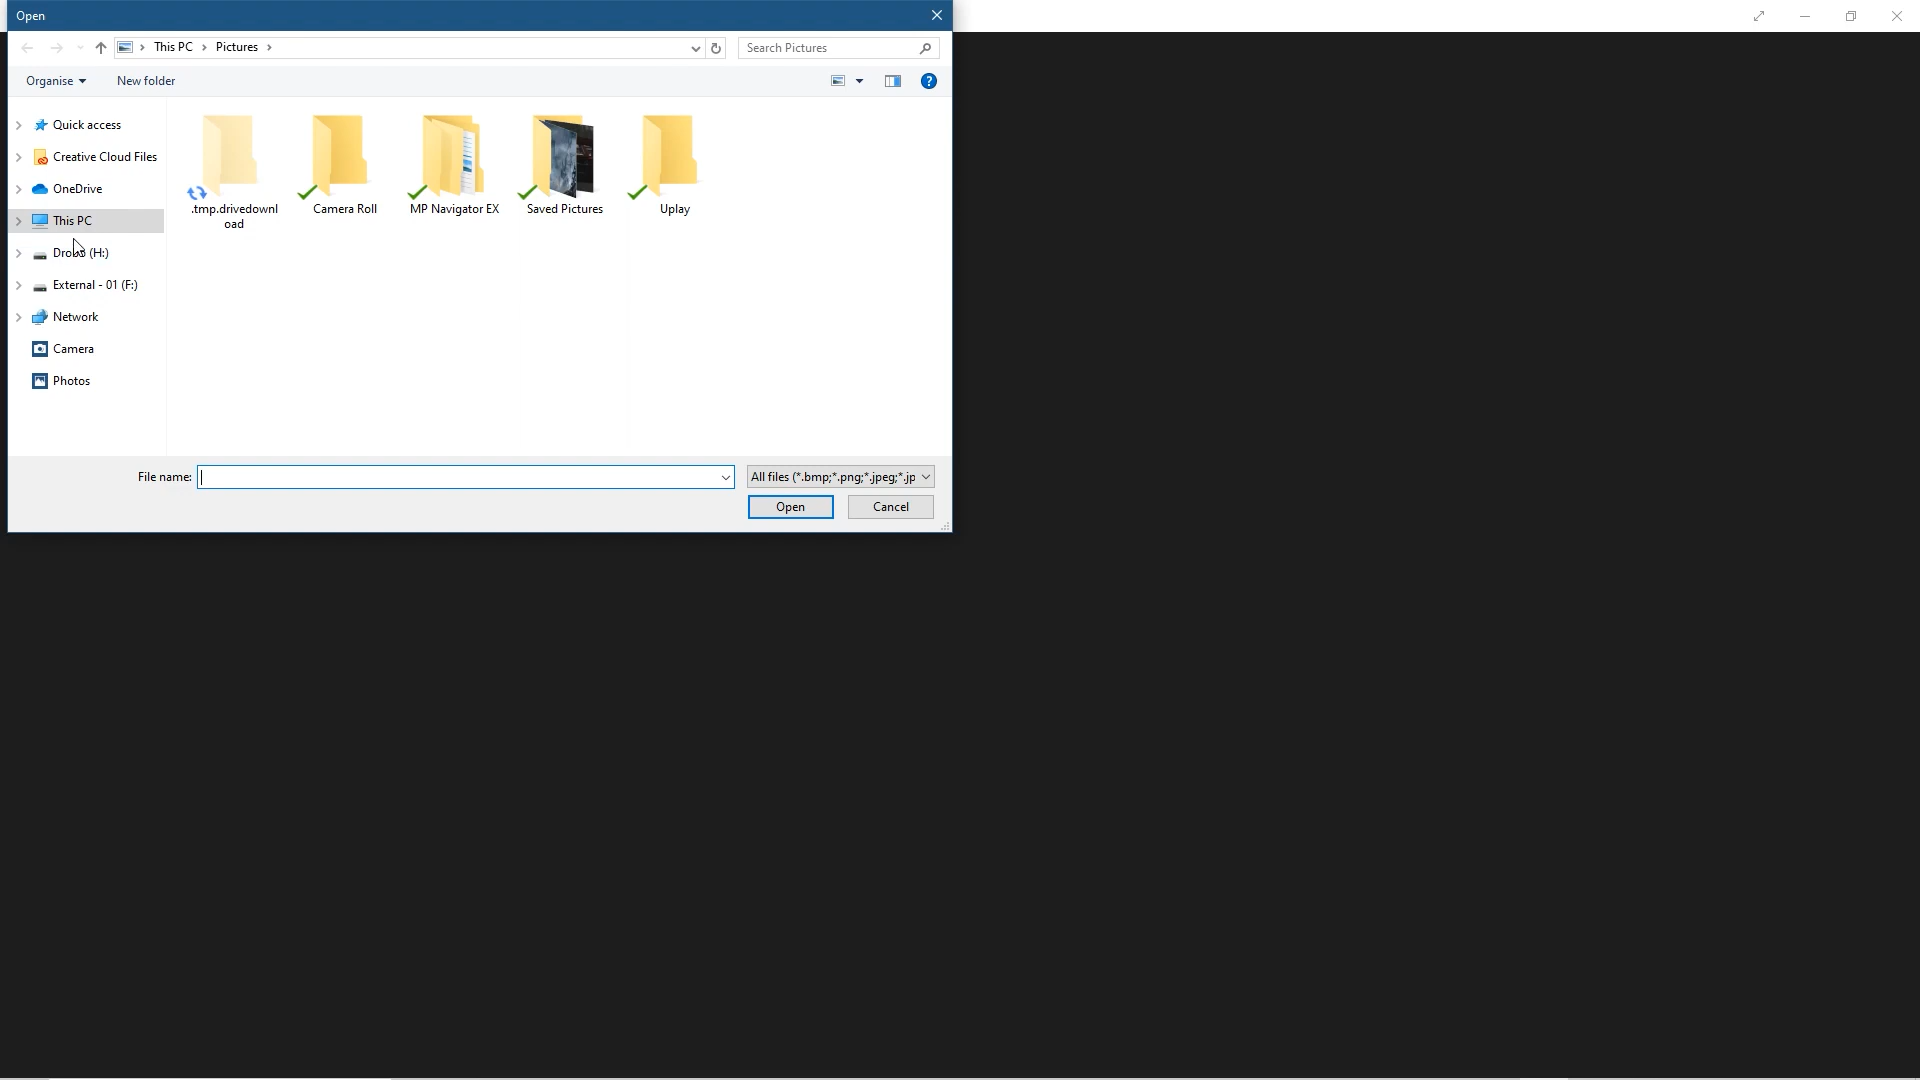 Open
This PC
Pictures
Search Pictures
Organise
New folder
?
Quick access
Creative Cloud Files
OneDrive
This PC
(H:)
External - 01 (F:)
Network
Camera
Photos
.tmp.drivedownl
oad
Camera Roll
MP Navigator EX
Saved Pictures
Uplay
File name:
All files (*.bmp;*.png;*.jpeg;*.jp
Open
Cancel